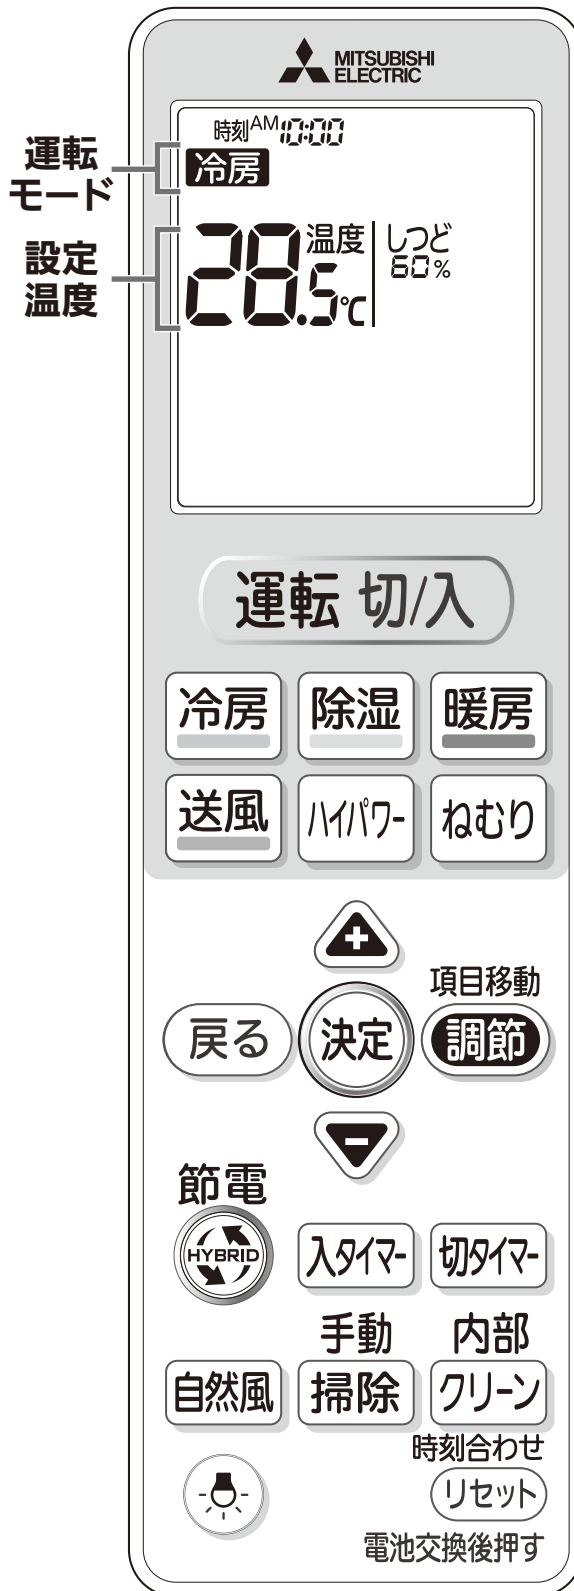 MITSUBISHI
ELECTRIC
時刻AM10:00
運転
モード
冷房
設定
温度
28.5℃
温度
しつど
60%
運転 切/入
冷房
除湿
暖房
送風
ハイパワー
ねむり
+
項目移動
戻る
決定
調節
-
節電
HYBRID
入タイマー
切タイマー
手動
内部
自然風
掃除
クリーン
時刻合わせ
リセット
電池交換後押す